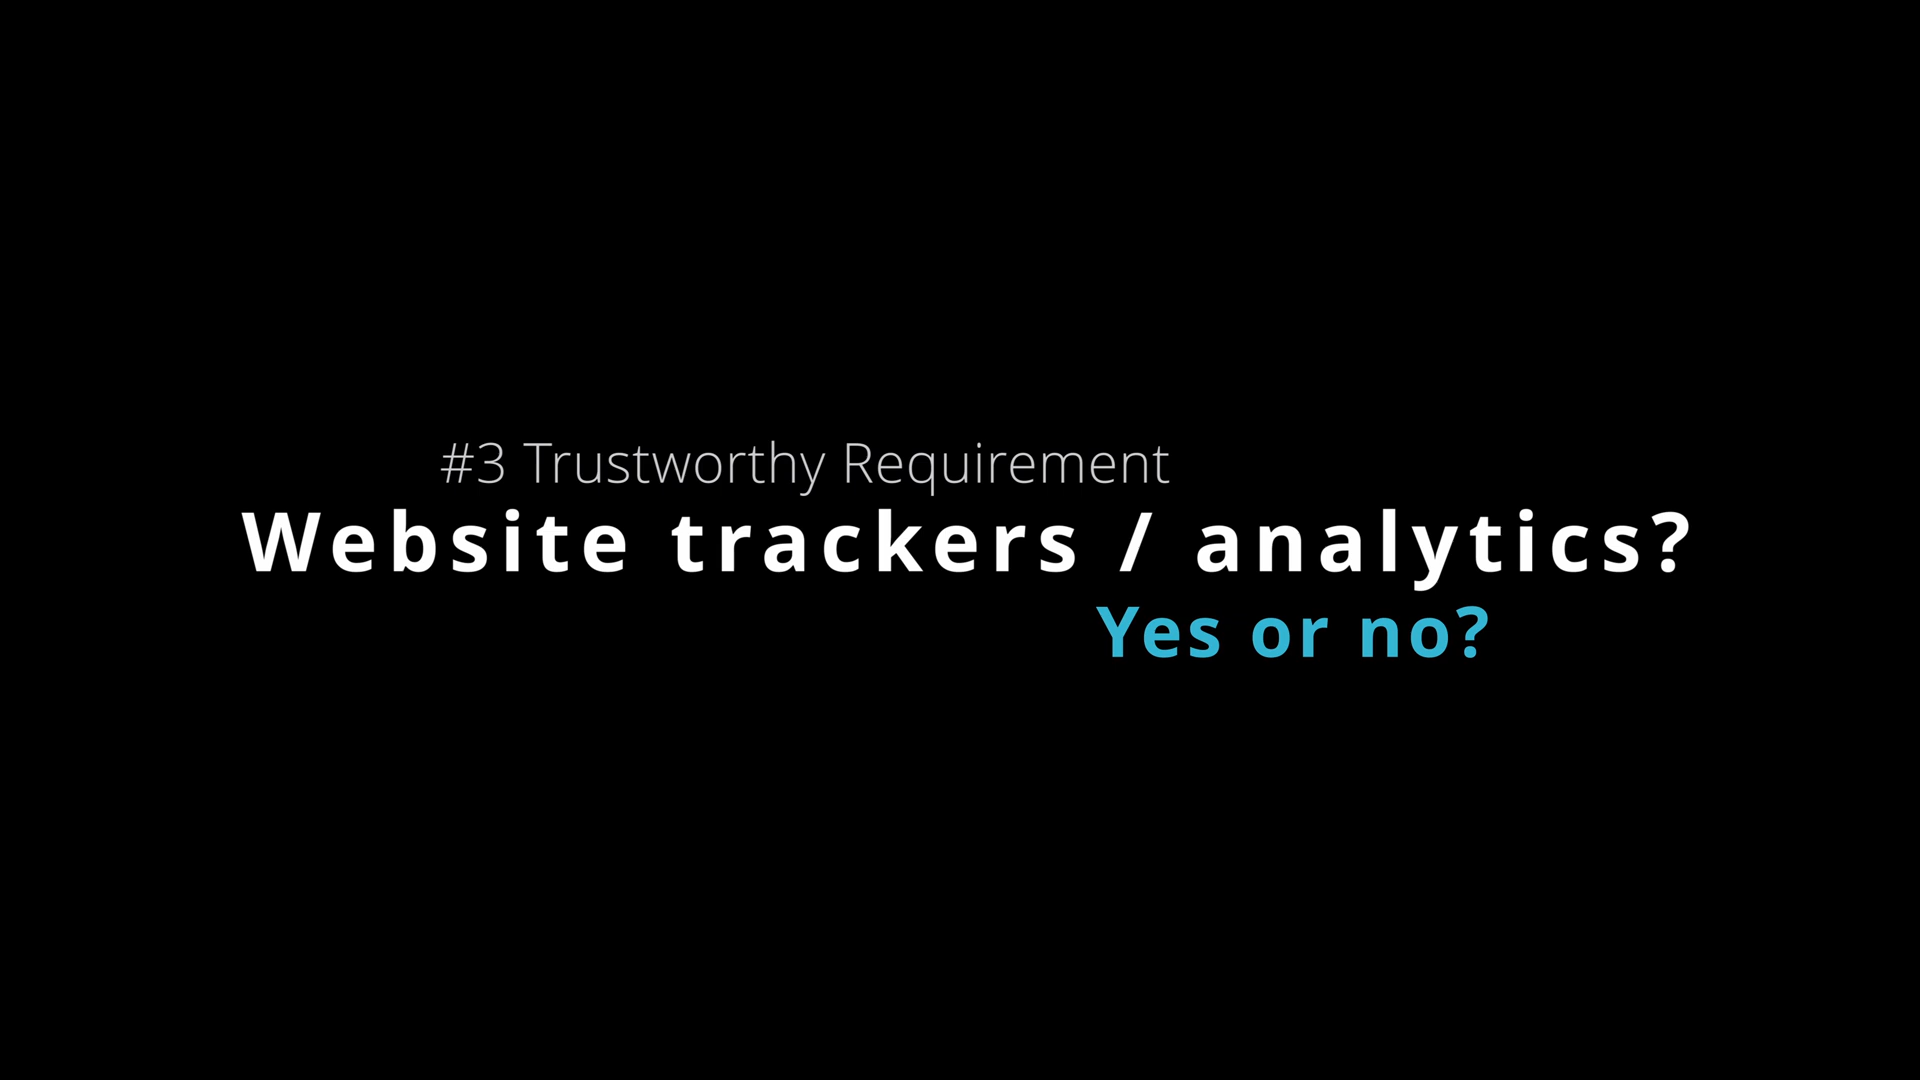 #3 Trustworthy Requirement
Website trackers / analytics?
Yes or no?